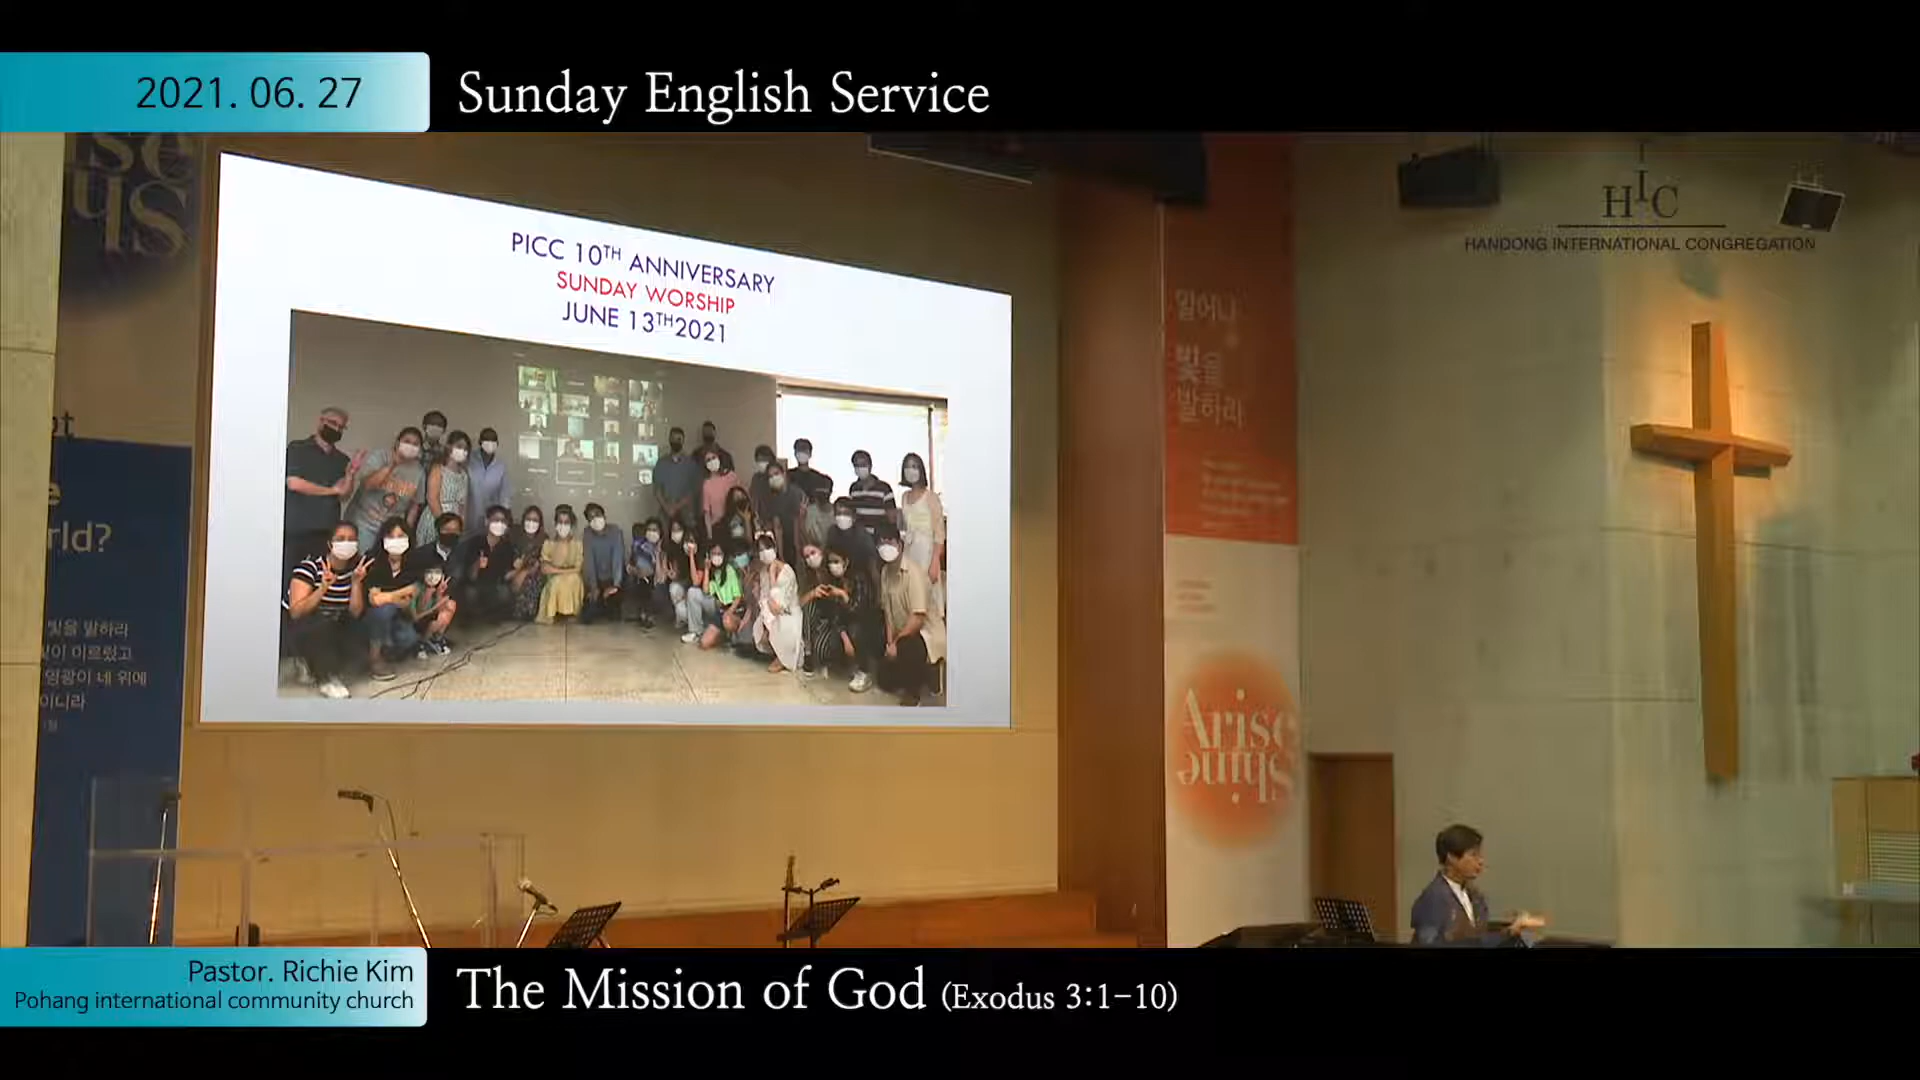 2021. 06. 27
Sunday English Service
PICC 10TH ANNIVERSARY
SUNDAY WORSHIP
JUNE 13TH2021
HIC
HANDONG INTERNATIONAL CONGREGATION
일어나
빛을
발하라
Arise
Shine
rld?
빛을 발하라
이 이르렀고
영광이 네 위에
이니라
Pastor. Richie Kim
Pohang international community church
The Mission of God (Exodus 3:1-10)